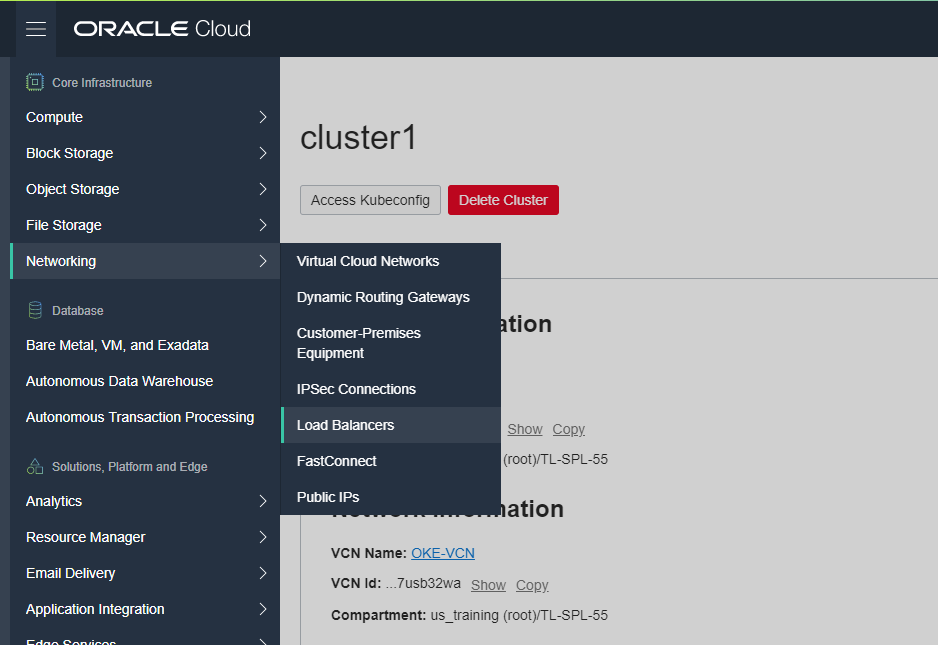 ORACLE Cloud
Core Infrastructure
Compute
Block Storage
Object Storage
File Storage
Networking
Database
Bare Metal, VM, and Exadata
Autonomous Data Warehouse
Autonomous Transaction Processing
Solutions, Platform and Edge
Analytics
Resource Manager
Email Delivery
Application Integration
Edge Services
Virtual Cloud Networks
Dynamic Routing Gateways
Customer-Premises
Equipment
IPSec Connections
Load Balancers
FastConnect
Public IPs
cluster1
Access Kubeconfig Delete Cluster
ation
Show Copy
(root)/TL-SPL-55
Network Information
VCN Name: OKE-VCN
VCN Id: ...7usb32wa Show Copy
Compartment: us_training (root)/TL-SPL-55